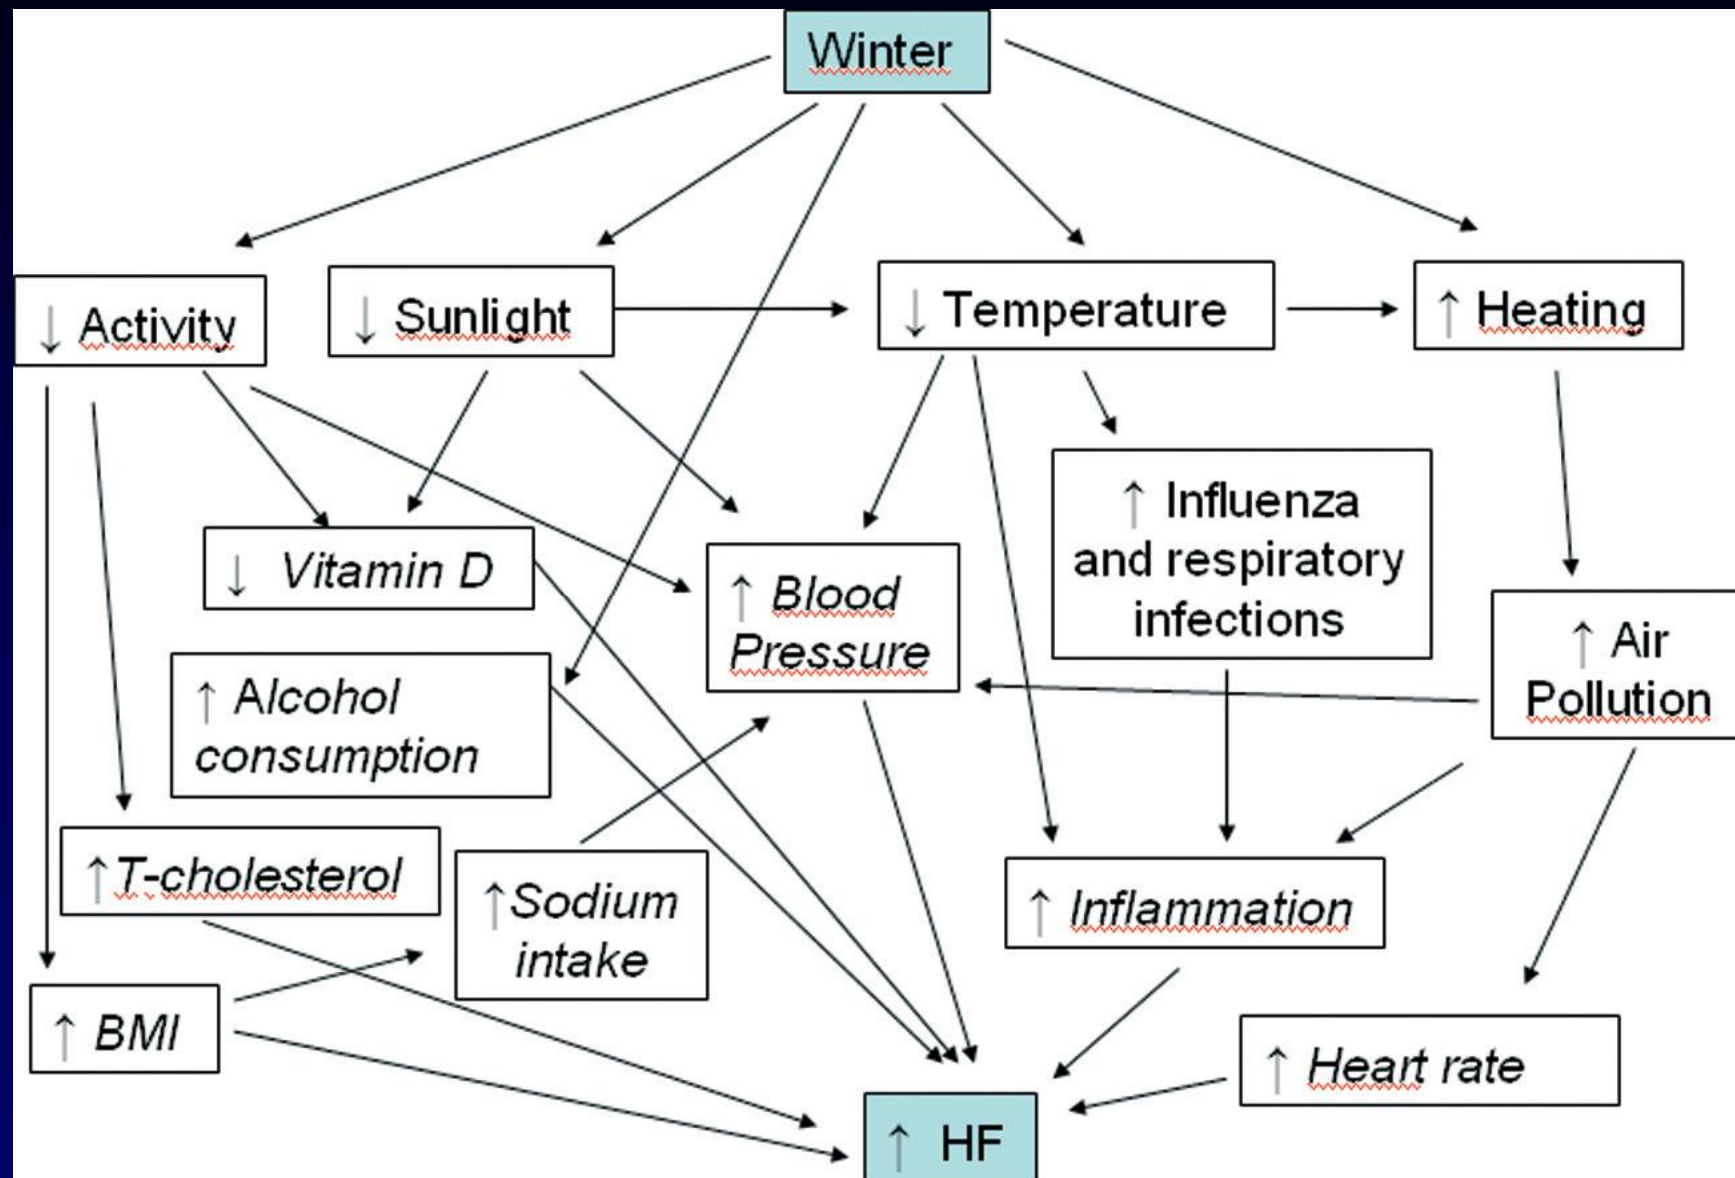 Winter
↓ Activity
↓ Sunlight
↓ Temperature
↑ Heating
↑ Influenza
and respiratory
infections
↓ Vitamin D
↑ Blood
Pressure
↑ Air
Pollution
↑ Alcohol
consumption
↑ T-cholesterol
↑ Sodium
intake
↑ Inflammation
↑ BMI
↑ Heart rate
↑ HF